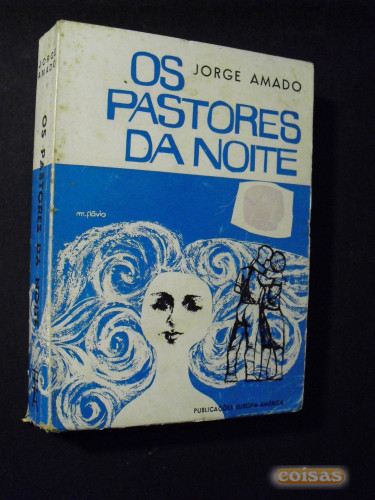 OS
JORGE AMADO
PASTORES
DA NOITE
m.flávio
PUBLICAÇÕES EUROPA-AMÉRICA
JORGE
AMADO
OS PASTORES DA NOITE
coisas